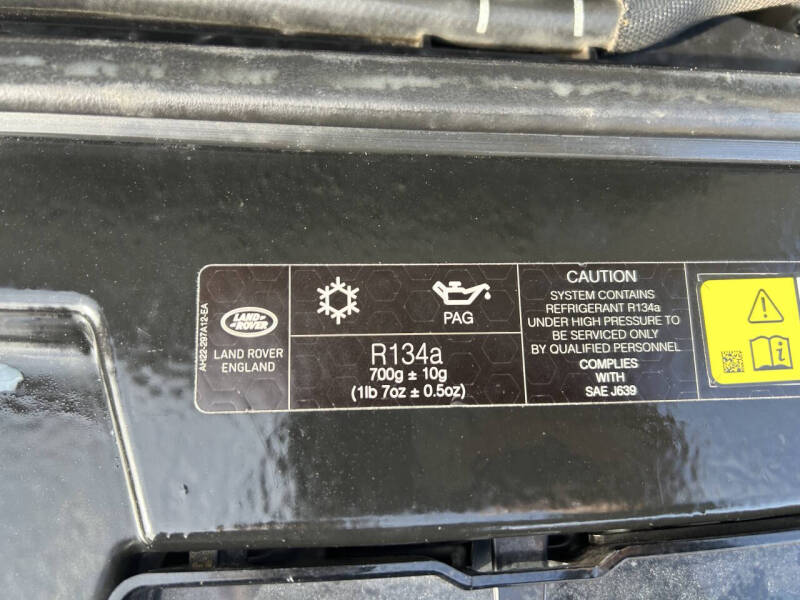 AH22-297A12-EA
LAND-
-ROVER
LAND ROVER
ENGLAND
PAG
R134a
700g ± 10g
(1lb 7oz ± 0.5oz)
CAUTION
SYSTEM CONTAINS
REFRIGERANT R134a
UNDER HIGH PRESSURE TO
BE SERVICED ONLY
BY QUALIFIED PERSONNEL
COMPLIES
WITH
SAE J639